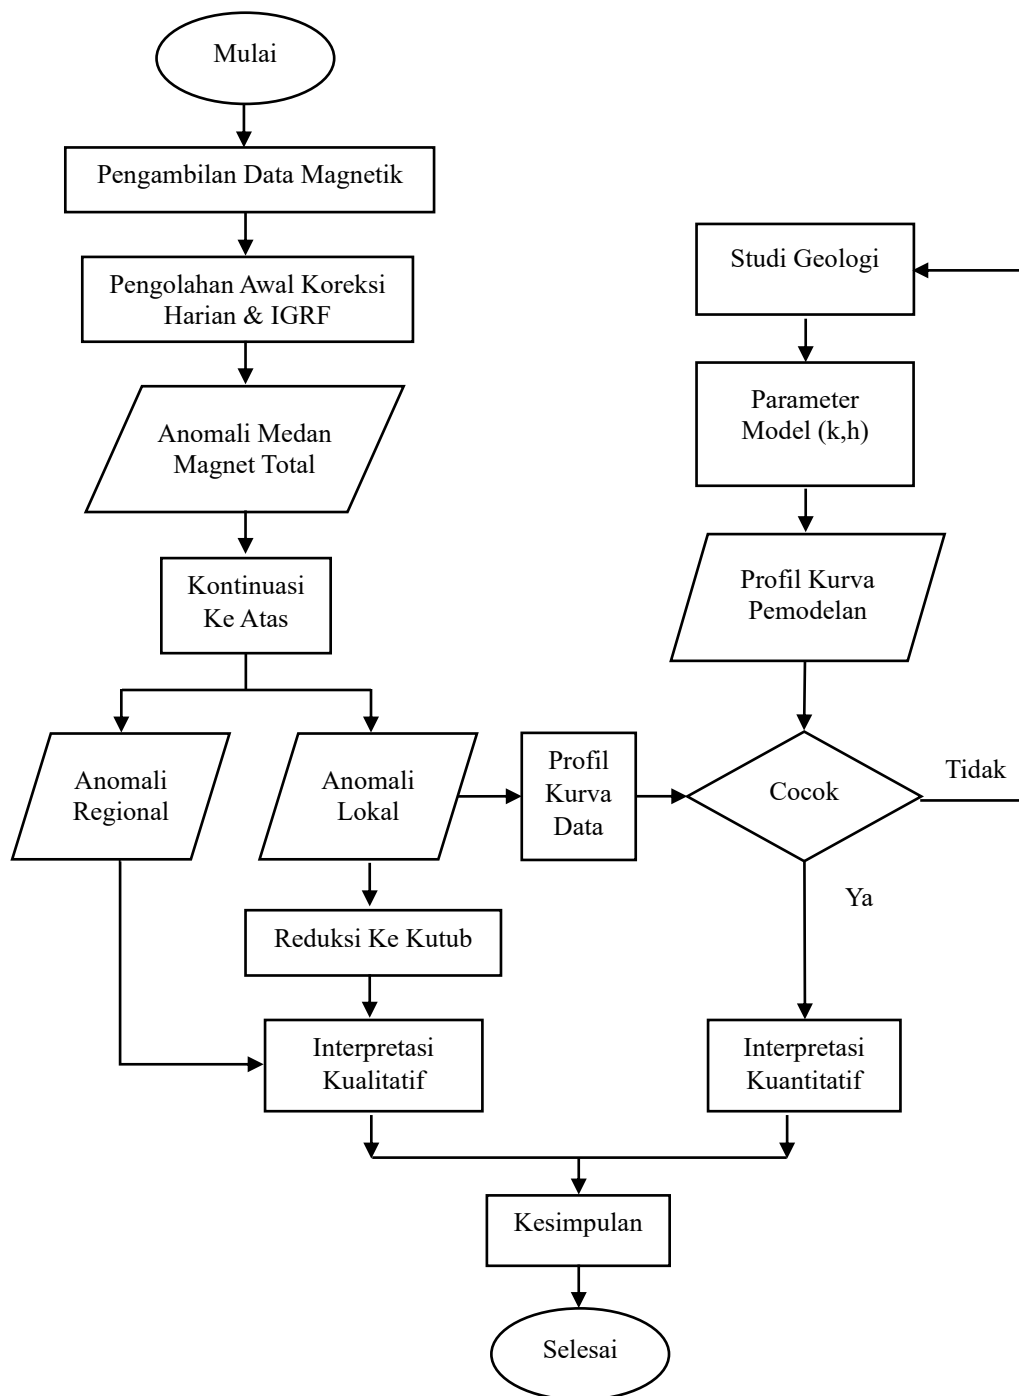 Mulai
Pengambilan Data Magnetik
Pengolahan Awal Koreksi
Harian & IGRF
Anomali Medan
Magnet Total
Kontinuasi
Ke Atas
Anomali
Regional
Anomali
Lokal
Profil
Kurva
Data
Reduksi Ke Kutub
Interpretasi
Kualitatif
Studi Geologi
Parameter
Model (k,h)
Profil Kurva
Pemodelan
Cocok
Tidak
Ya
Interpretasi
Kuantitatif
Kesimpulan
Selesai